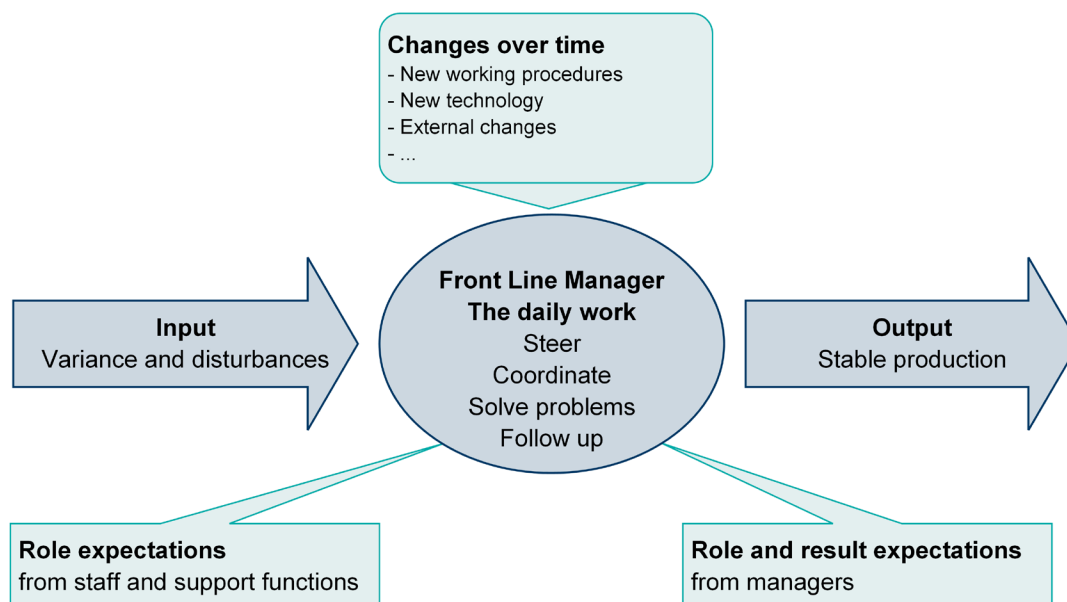 Changes over time
- New working procedures
- New technology
- External changes
- ...
Front Line Manager
The daily work
Steer
Coordinate
Solve problems
Follow up
Input
Variance and disturbances
Output
Stable production
Role expectations
from staff and support functions
Role and result expectations
from managers